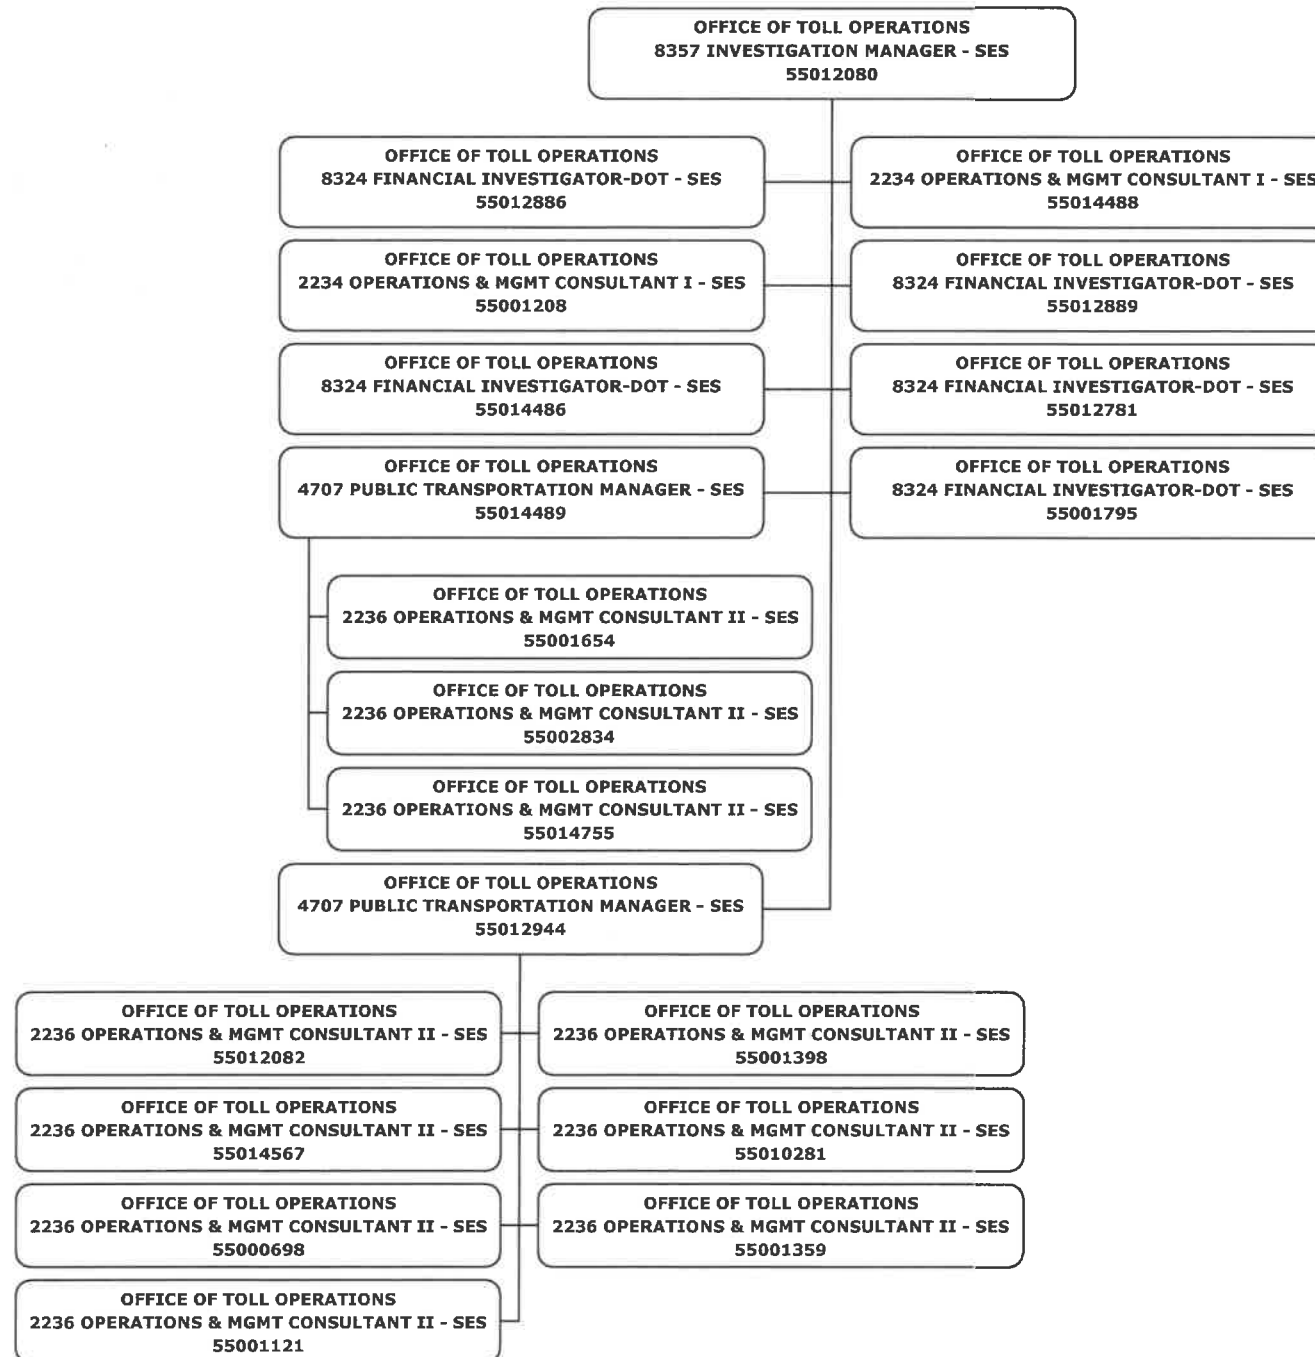 OFFICE OF TOLL OPERATIONS
8357 INVESTIGATION MANAGER - SES
55012080
OFFICE OF TOLL OPERATIONS
8324 FINANCIAL INVESTIGATOR-DOT - SES
55012886
OFFICE OF TOLL OPERATIONS
2234 OPERATIONS & MGMT CONSULTANT I - SES
55014488
OFFICE OF TOLL OPERATIONS
2234 OPERATIONS & MGMT CONSULTANT I - SES
55001208
OFFICE OF TOLL OPERATIONS
8324 FINANCIAL INVESTIGATOR-DOT - SES
55012889
OFFICE OF TOLL OPERATIONS
8324 FINANCIAL INVESTIGATOR-DOT - SES
55014486
OFFICE OF TOLL OPERATIONS
8324 FINANCIAL INVESTIGATOR-DOT - SES
55012781
OFFICE OF TOLL OPERATIONS
4707 PUBLIC TRANSPORTATION MANAGER - SES
55014489
OFFICE OF TOLL OPERATIONS
8324 FINANCIAL INVESTIGATOR-DOT - SES
55001795
OFFICE OF TOLL OPERATIONS
2236 OPERATIONS & MGMT CONSULTANT II - SES
55001654
OFFICE OF TOLL OPERATIONS
2236 OPERATIONS & MGMT CONSULTANT II - SES
55002834
OFFICE OF TOLL OPERATIONS
2236 OPERATIONS & MGMT CONSULTANT II - SES
55014755
OFFICE OF TOLL OPERATIONS
4707 PUBLIC TRANSPORTATION MANAGER - SES
55012944
OFFICE OF TOLL OPERATIONS
2236 OPERATIONS & MGMT CONSULTANT II - SES
55012082
OFFICE OF TOLL OPERATIONS
2236 OPERATIONS & MGMT CONSULTANT II - SES
55001398
OFFICE OF TOLL OPERATIONS
2236 OPERATIONS & MGMT CONSULTANT II - SES
55014567
OFFICE OF TOLL OPERATIONS
2236 OPERATIONS & MGMT CONSULTANT II - SES
55010281
OFFICE OF TOLL OPERATIONS
2236 OPERATIONS & MGMT CONSULTANT II - SES
55000698
OFFICE OF TOLL OPERATIONS
2236 OPERATIONS & MGMT CONSULTANT II - SES
55001359
OFFICE OF TOLL OPERATIONS
2236 OPERATIONS & MGMT CONSULTANT II - SES
55001121